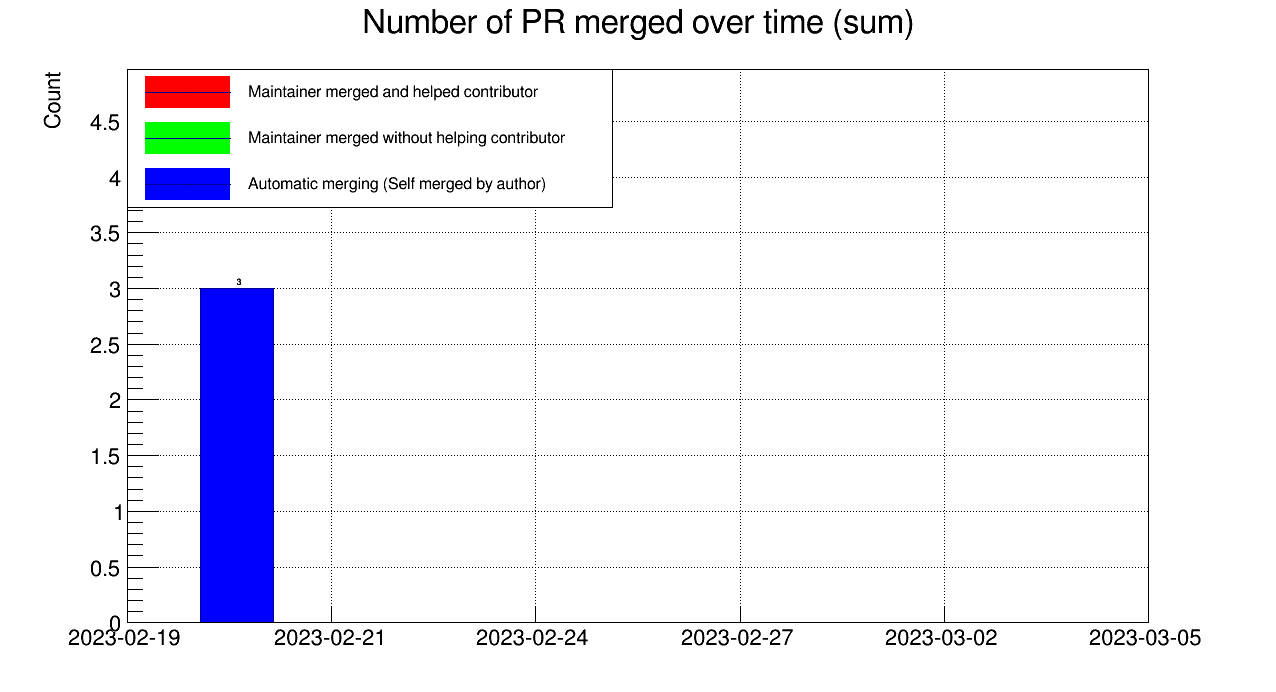 Number of PR merged over time (sum)
Count
Maintainer merged and helped contributor
Maintainer merged without helping contributor
Automatic merging (Self merged by author)
4.5
4
3.5
3
3
2.5
2
1.5
1
0.5
0
2023-02-19 2023-02-21 2023-02-24 2023-02-27 2023-03-02 2023-03-05